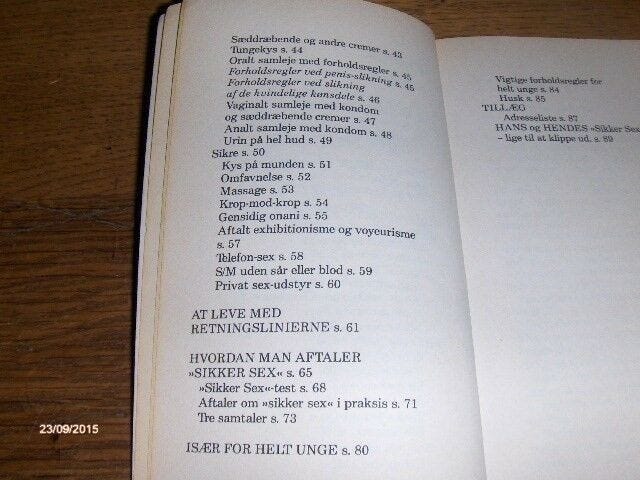 Sæddræbende og andre cremer s. 43
Tungekys s. 44
Oralt samleje med forholdsregler s. 45
Forholdsregler ved penis-slikning s. 45
Forholdsregler ved slikning
af de kvindelige kønsdele s. 46
Vaginalt samleje med kondom
og sæddræbende cremer s. 47
Analt samleje med kondom s. 48
Urin på hel hud s. 49
Sikre s. 50
Kys på munden s. 51
Omfavnelse s. 52
Massage s. 53
Krop-mod-krop s. 54
Gensidig onani s. 55
Aftalt exhibitionisme og voyeurisme
s. 57
Telefon-sex s. 58
S/M uden sår eller blod s. 59
Privat sex-udstyr s. 60
AT LEVE MED
RETNINGSLINIERNE s. 61
HVORDAN MAN AFTALER
»SIKKER SEX« s. 65
»Sikker Sex«-test s. 68
Aftaler om »sikker sex« i praksis s. 71
Tre samtaler s. 73
ISÆR FOR HELT UNGE s. 80
Vigtige forholdsregler for
helt unge s. 84
Husk s. 85
TILLÆG
Adresseliste s. 87
HANS og HENDES »Sikker Sex
– lige til at klippe ud. s. 89
23/09/2015